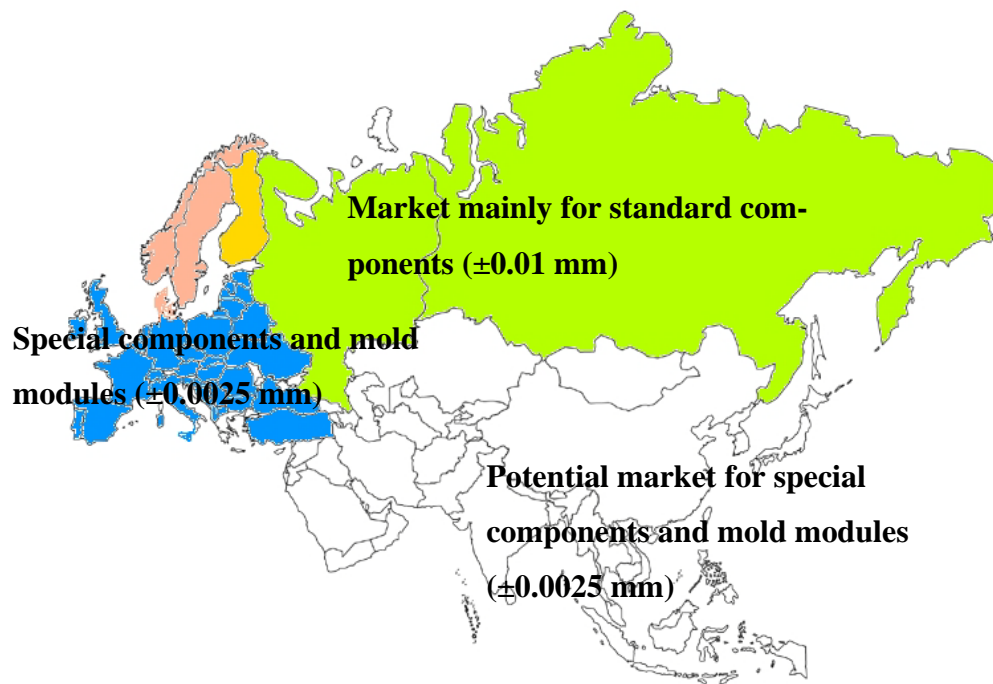 Market mainly for standard com-
ponents (±0.01 mm)
Special components and mold
modules (±0.0025 mm)
Potential market for special
components and mold modules
(±0.0025 mm)